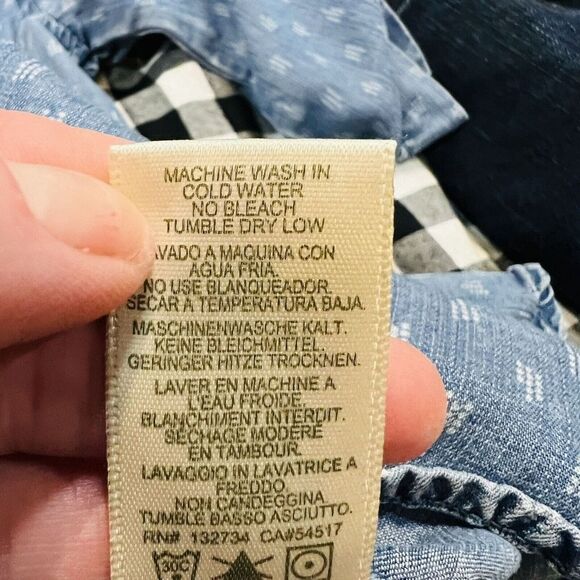 MACHINE WASH IN
COLD WATER
NO BLEACH
TUMBLE DRY LOW
AVADO A MAQUINA CON
AGUA FRIA.
NO USE BLANQUEADOR.
SECAR A TEMPERATURA BAJA.
MASCHINENWASCHE KALT.
KEINE BLEICHMITTEL.
GERINGER HITZE TROCKNEN.
LAVER EN MACHINE A
L'EAU FROIDE.
BLANCHIMENT INTERDIT.
SÉCHAGE MODÉRÉ
EN TAMBOUR.
LAVAGGIO IN LAVATRICE A
FREDDO
NON CANDEGGINA
TUMBLE BASSO ASCIUTTO.
RN# 132734 CA#54517
30C